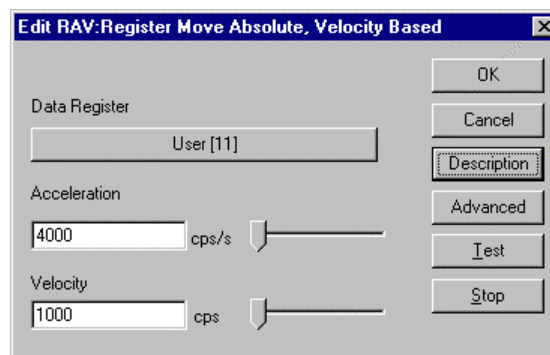 Edit RAV:Register Move Absolute, Velocity Based
OK
Data Register
Cancel
User [11]
Description
Acceleration
Advanced
4000 cps/s
Test
Velocity
Stop
1000 cps